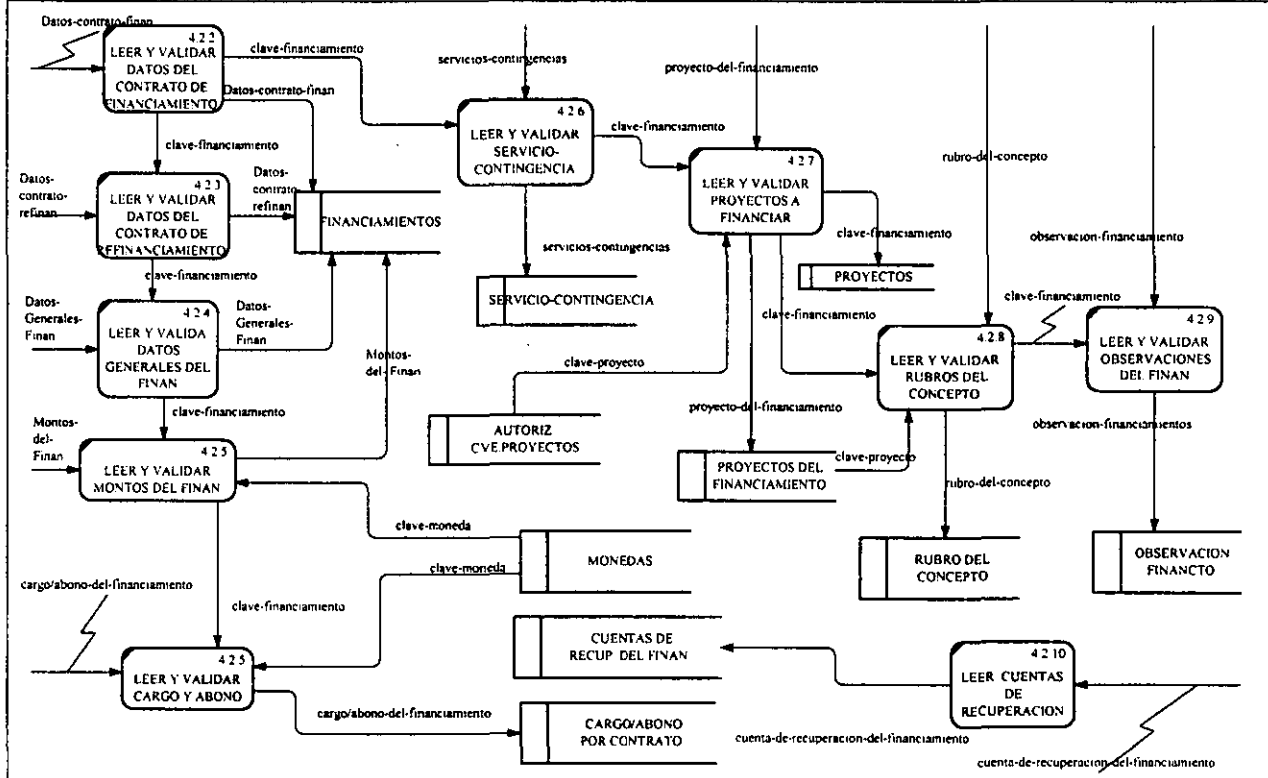 Datos-contrato-finan
4.2 2
LEER Y VALIDAR
DATOS DEL
CONTRATO DE
FINANCIAMIENTO
clave-financiamiento
Datos-contrato-finan
servicios-contingencias
proyecto-del-financiamiento
4 2 6
LEER Y VALIDAR
SERVICIO-
CONTINGENCIA
clave-financiamiento
4 2 7
LEER Y VALIDAR
PROYECTOS A
FINANCIAR
rubro-del-concepto
clave-financiamiento
Datos-
contrato-
refinan
4 2 3
LEER Y VALIDAR
DATOS DEL
CONTRATO DE
REFINANCIAMIENTO
Datos-
contrato-
refinan
FINANCIAMIENTOS
servicios-contingencias
clave-financiamiento
observacion-financiamiento
PROYECTOS
SERVICIO-CONTINGENCIA
clave-financiamiento
Datos-
Generales-
Finan
4 2 4
LEER Y VALIDA
DATOS
GENERALES DEL
FINAN
Datos-
Generales-
Finan
Montos-
del-Finan
clave-financiamiento
clave-financiamiento
4.2.8
LEER Y VALIDAR
RUBROS DEL
CONCEPTO
4 2 9
LEER Y VALIDAR
OBSERVACIONES
DEL FINAN
clave-proyecto
clave-financiamiento
AUTORIZ
CVE.PROYECTOS
proyecto-del-financiamiento
observacion-financiamientos
Montos-
del-
Finan
4 2 5
LEER Y VALIDAR
MONTOS DEL FINAN
PROYECTOS DEL
FINANCIAMIENTO
clave-proyecto
rubro-del-concepto
clave-moneda
MONEDAS
clave-moneda
RUBRO DEL
CONCEPTO
OBSERVACION
FINANCTO
cargo/abono-del-financiamiento
clave-financiamiento
CUENTAS DE
RECUP DEL FINAN
4 2 5
LEER Y VALIDAR
CARGO Y ABONO
4 2 10
LEER CUENTAS
DE
RECUPERACION
cargo/abono-del-financiamiento
CARGO/ABONO
POR CONTRATO
cuenta-de-recuperacion-del-financiamiento
cuenta-de-recuperacion-del-financiamiento